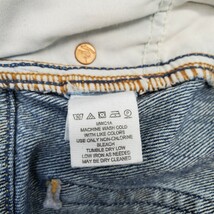 MACHINE WASH COLD
WITH LIKE COLORS
USE ONLY NON-CHLORINE
BLEACH
TUMBLE DRY LOW
LOW IRON AS NEEDED
MAY BE DRY CLEANED